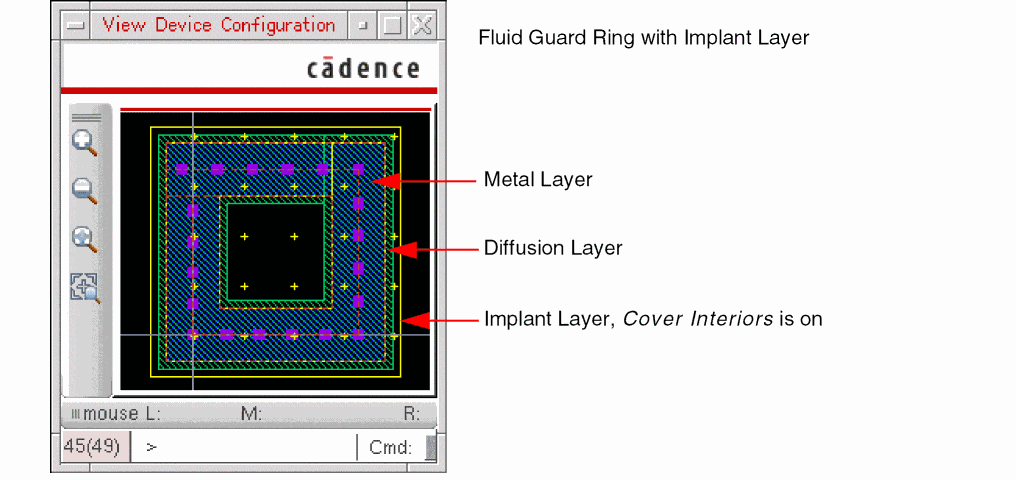 View Device Configuration
Fluid Guard Ring with Implant Layer
cādence
Metal Layer
Diffusion Layer
Implant Layer, Cover Interiors is on
mouse L: M: R:
45(49) > Cmd: